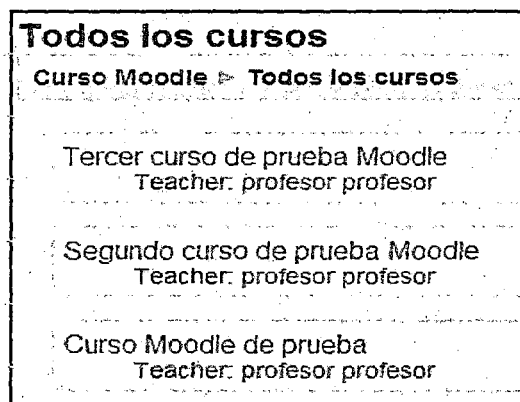 Todos los cursos
Curso Moodle ▻ Todos los cursos
Tercer curso de prueba Moodle
Teacher: profesor profesor
Segundo curso de prueba Moodle
Teacher: profesor profesor
Curso Moodle de prueba
Teacher: profesor profesor